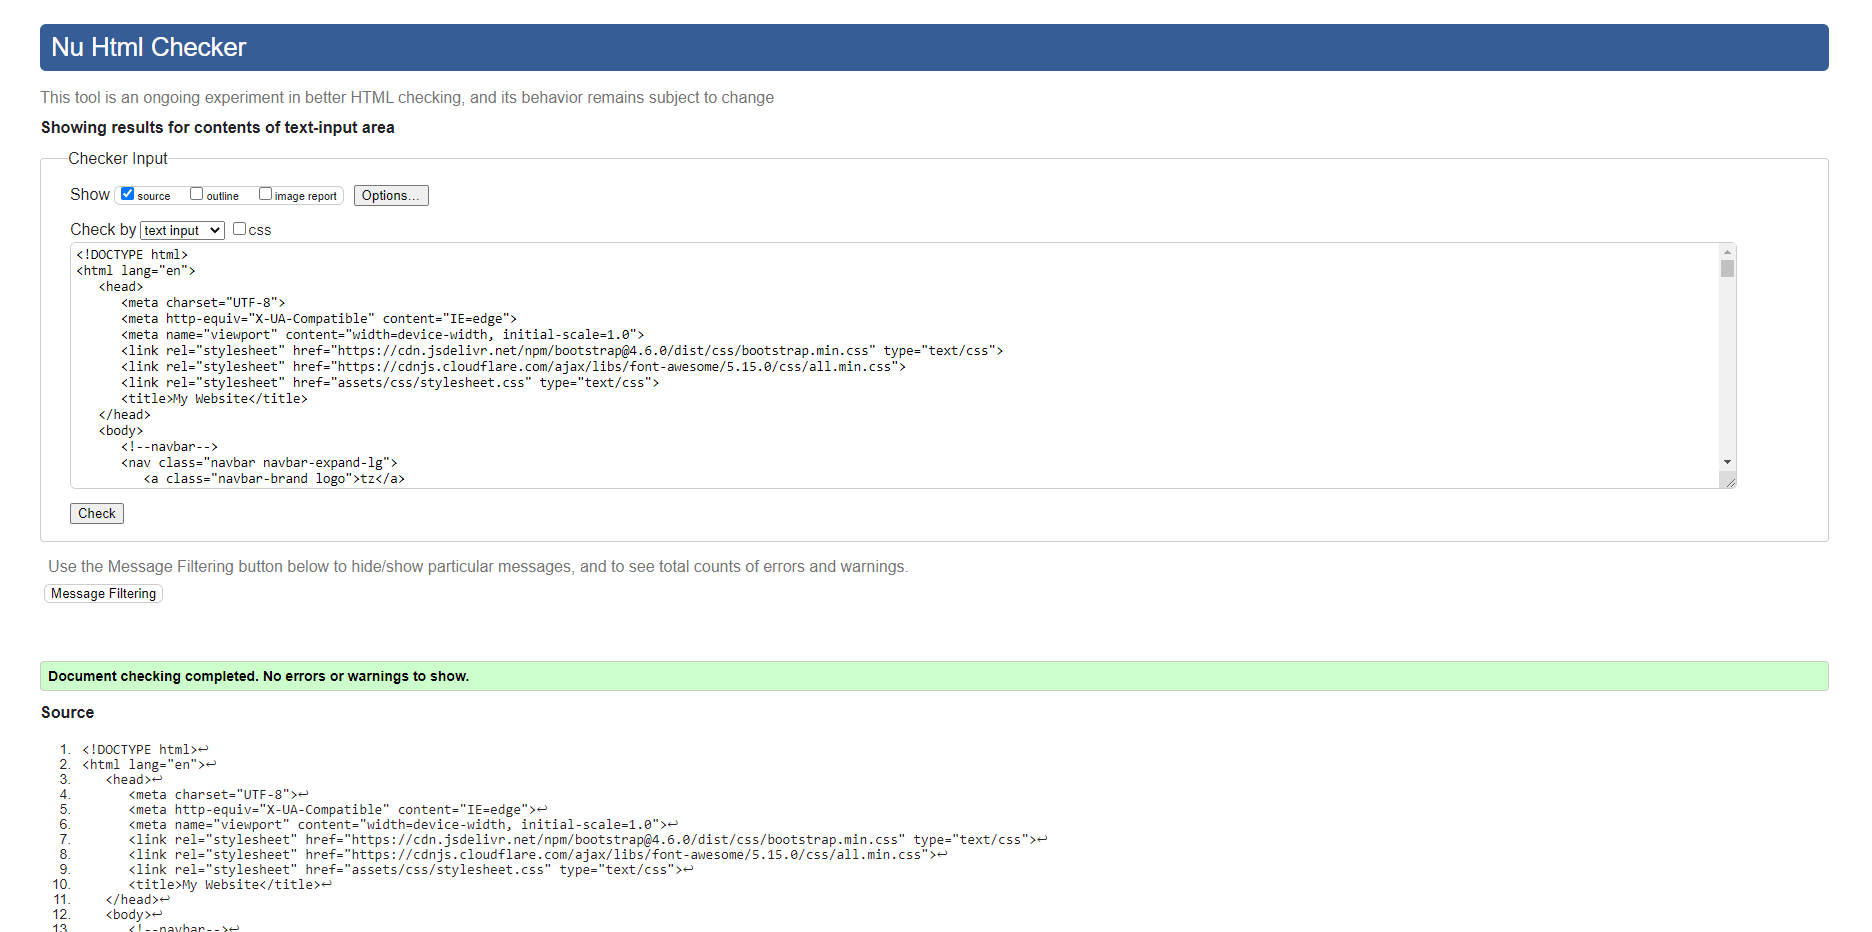 Nu Html Checker
This tool is an ongoing experiment in better HTML checking, and its behavior remains subject to change
Showing results for contents of text-input area
Checker Input
Show source outline image report Options...
Check by text input css
<!DOCTYPE html>
<html lang="en">
<head>
<meta charset="UTF-8">
<meta http-equiv="X-UA-Compatible" content="IE=edge">
<meta name="viewport" content="width=device-width, initial-scale=1.0">
<link rel="stylesheet" href="https://cdn.jsdelivr.net/npm/bootstrap@4.6.0/dist/css/bootstrap.min.css" type="text/css">
<link rel="stylesheet" href="https://cdnjs.cloudflare.com/ajax/libs/font-awesome/5.15.0/css/all.min.css">
<link rel="stylesheet" href="assets/css/stylesheet.css" type="text/css">
<title>My Website</title>
</head>
<body>
<!--navbar-->
<nav class="navbar navbar-expand-lg">
<a class="navbar-brand logo">tz</a>
Check
Use the Message Filtering button below to hide/show particular messages, and to see total counts of errors and warnings.
Message Filtering
Document checking completed. No errors or warnings to show.
Source
1. <!DOCTYPE html>↩
2. <html lang="en">↩
3. <head>↩
4. <meta charset="UTF-8">↩
5. <meta http-equiv="X-UA-Compatible" content="IE=edge">↩
6. <meta name="viewport" content="width=device-width, initial-scale=1.0">↩
7. <link rel="stylesheet" href="https://cdn.jsdelivr.net/npm/bootstrap@4.6.0/dist/css/bootstrap.min.css" type="text/css">↩
8. <link rel="stylesheet" href="https://cdnjs.cloudflare.com/ajax/libs/font-awesome/5.15.0/css/all.min.css">↩
9. <link rel="stylesheet" href="assets/css/stylesheet.css" type="text/css">↩
10. <title>My Website</title>↩
11. </head>↩
12. <body>↩
13. <!--navbar-->↩